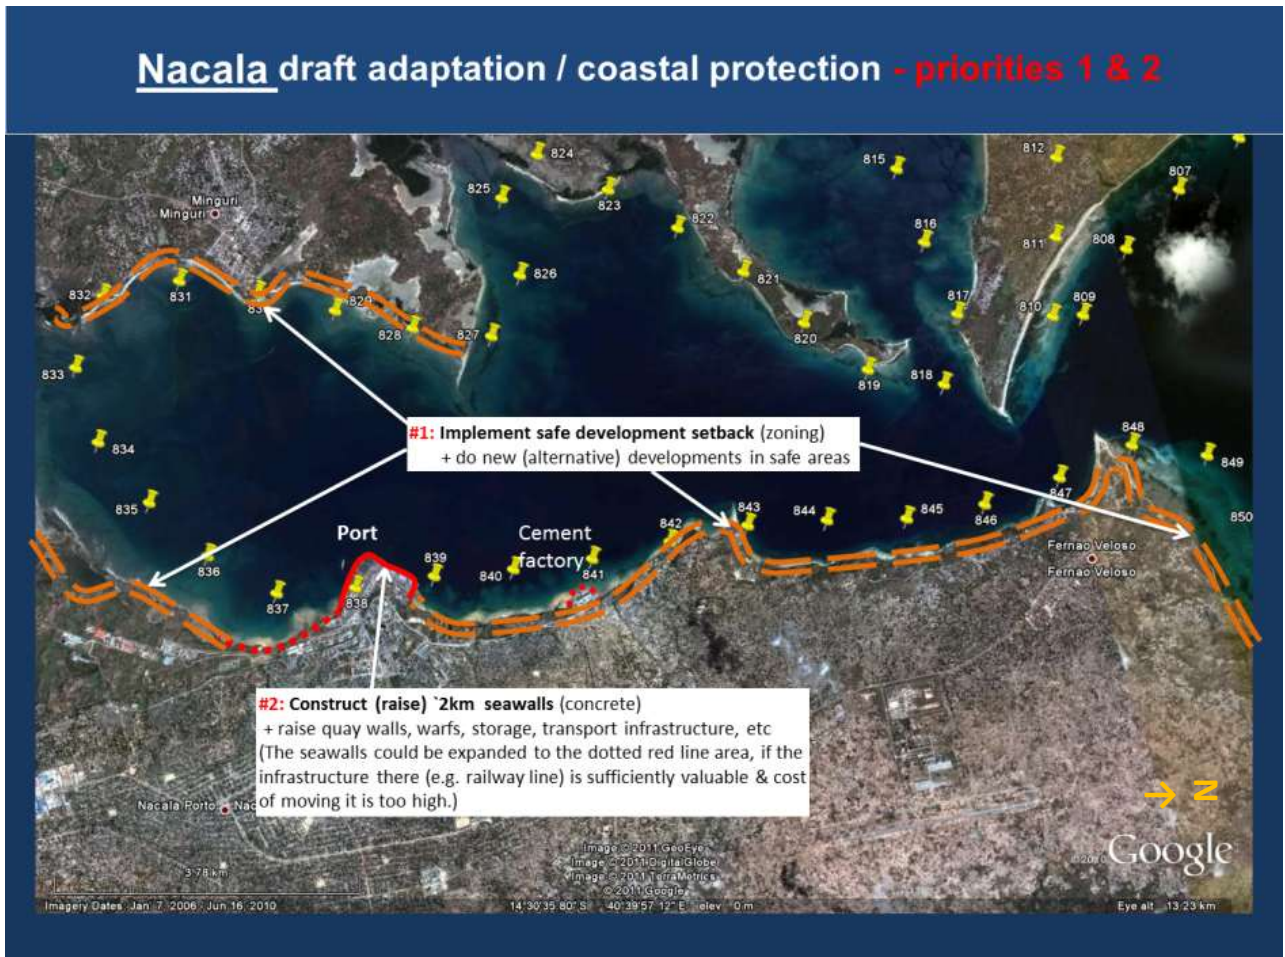 Nacala draft adaptation / coastal protection - priorities 1 & 2
824
815
812
807
825
823
Minguri
Minguri
822
816
811
808
826
821
832
831
829
817
810
809
828
827
820
833
819
818
#1: Implement safe development setback (zoning)
+ do new (alternative) developments in safe areas
848
834
849
847
835
843
844
845
846
850
Port
Cement
factory
842
Fernao Veloso
836
839
840
841
Fernao Veloso
837
838
#2: Construct (raise) `2km seawalls (concrete)
+ raise quay walls, warfs, storage, transport infrastructure, etc
(The seawalls could be expanded to the dotted red line area, if the
infrastructure there (e.g. railway line) is sufficiently valuable & cost
of moving it is too high.)
N
Nacala Porto
Google
Image © 2011 GeoEye
Image © 2011 DigitalGlobe
Image © 2011 TerraMetrics
© 2011 Google
3.78 km
Imagery Dates: Jan 7, 2006 - Jun 16, 2010
14°30'35.80" S 40°39'57.12" E elev 0 m
Eye alt 13.23 km